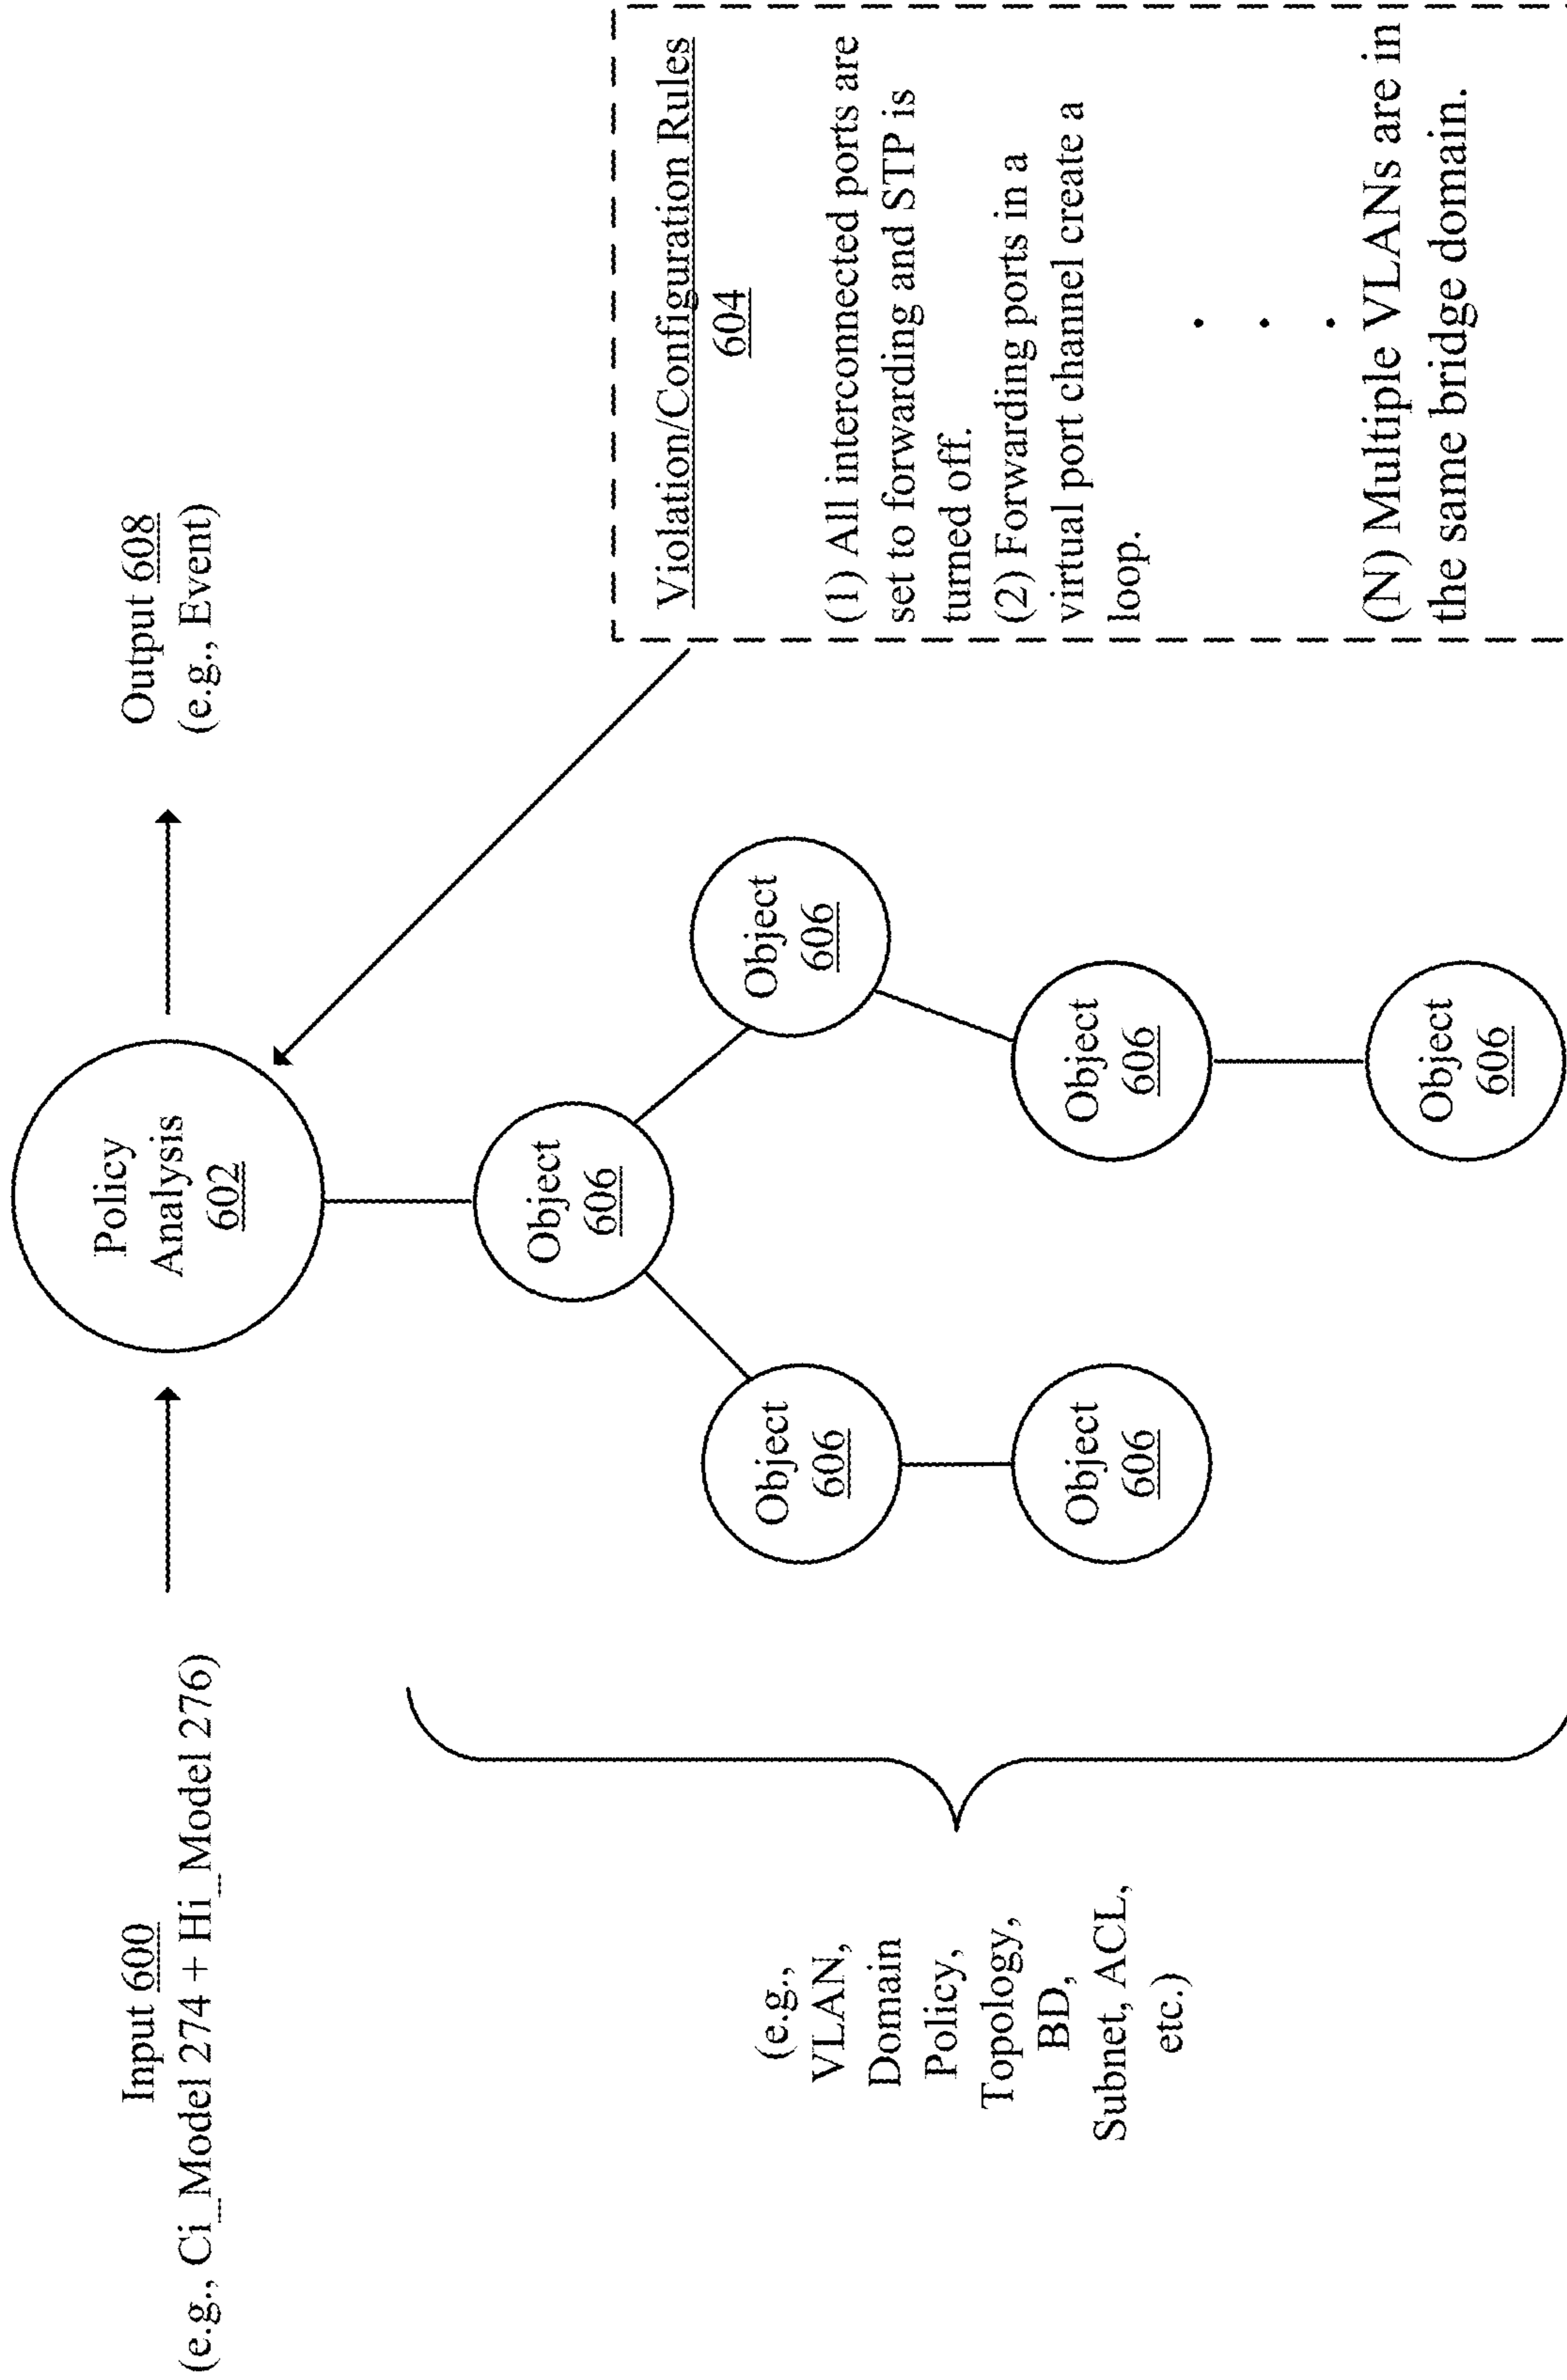 Input 600
(e.g., Ci_Model 274 + Hi_Model 276)
Policy
Analysis
602
Output 608
(e.g., Event)
(e.g.,
VLAN,
Domain
Policy,
Topology,
BD,
Subnet, ACL,
etc.)
Object
606
Object
606
Object
606
Object
606
Object
606
Object
606
Violation/Configuration Rules
604
(1) All interconnected ports are
set to forwarding and STP is
turned off.
(2) Forwarding ports in a
virtual port channel create a
loop.
.
.
.
(N) Multiple VLANs are in
the same bridge domain.